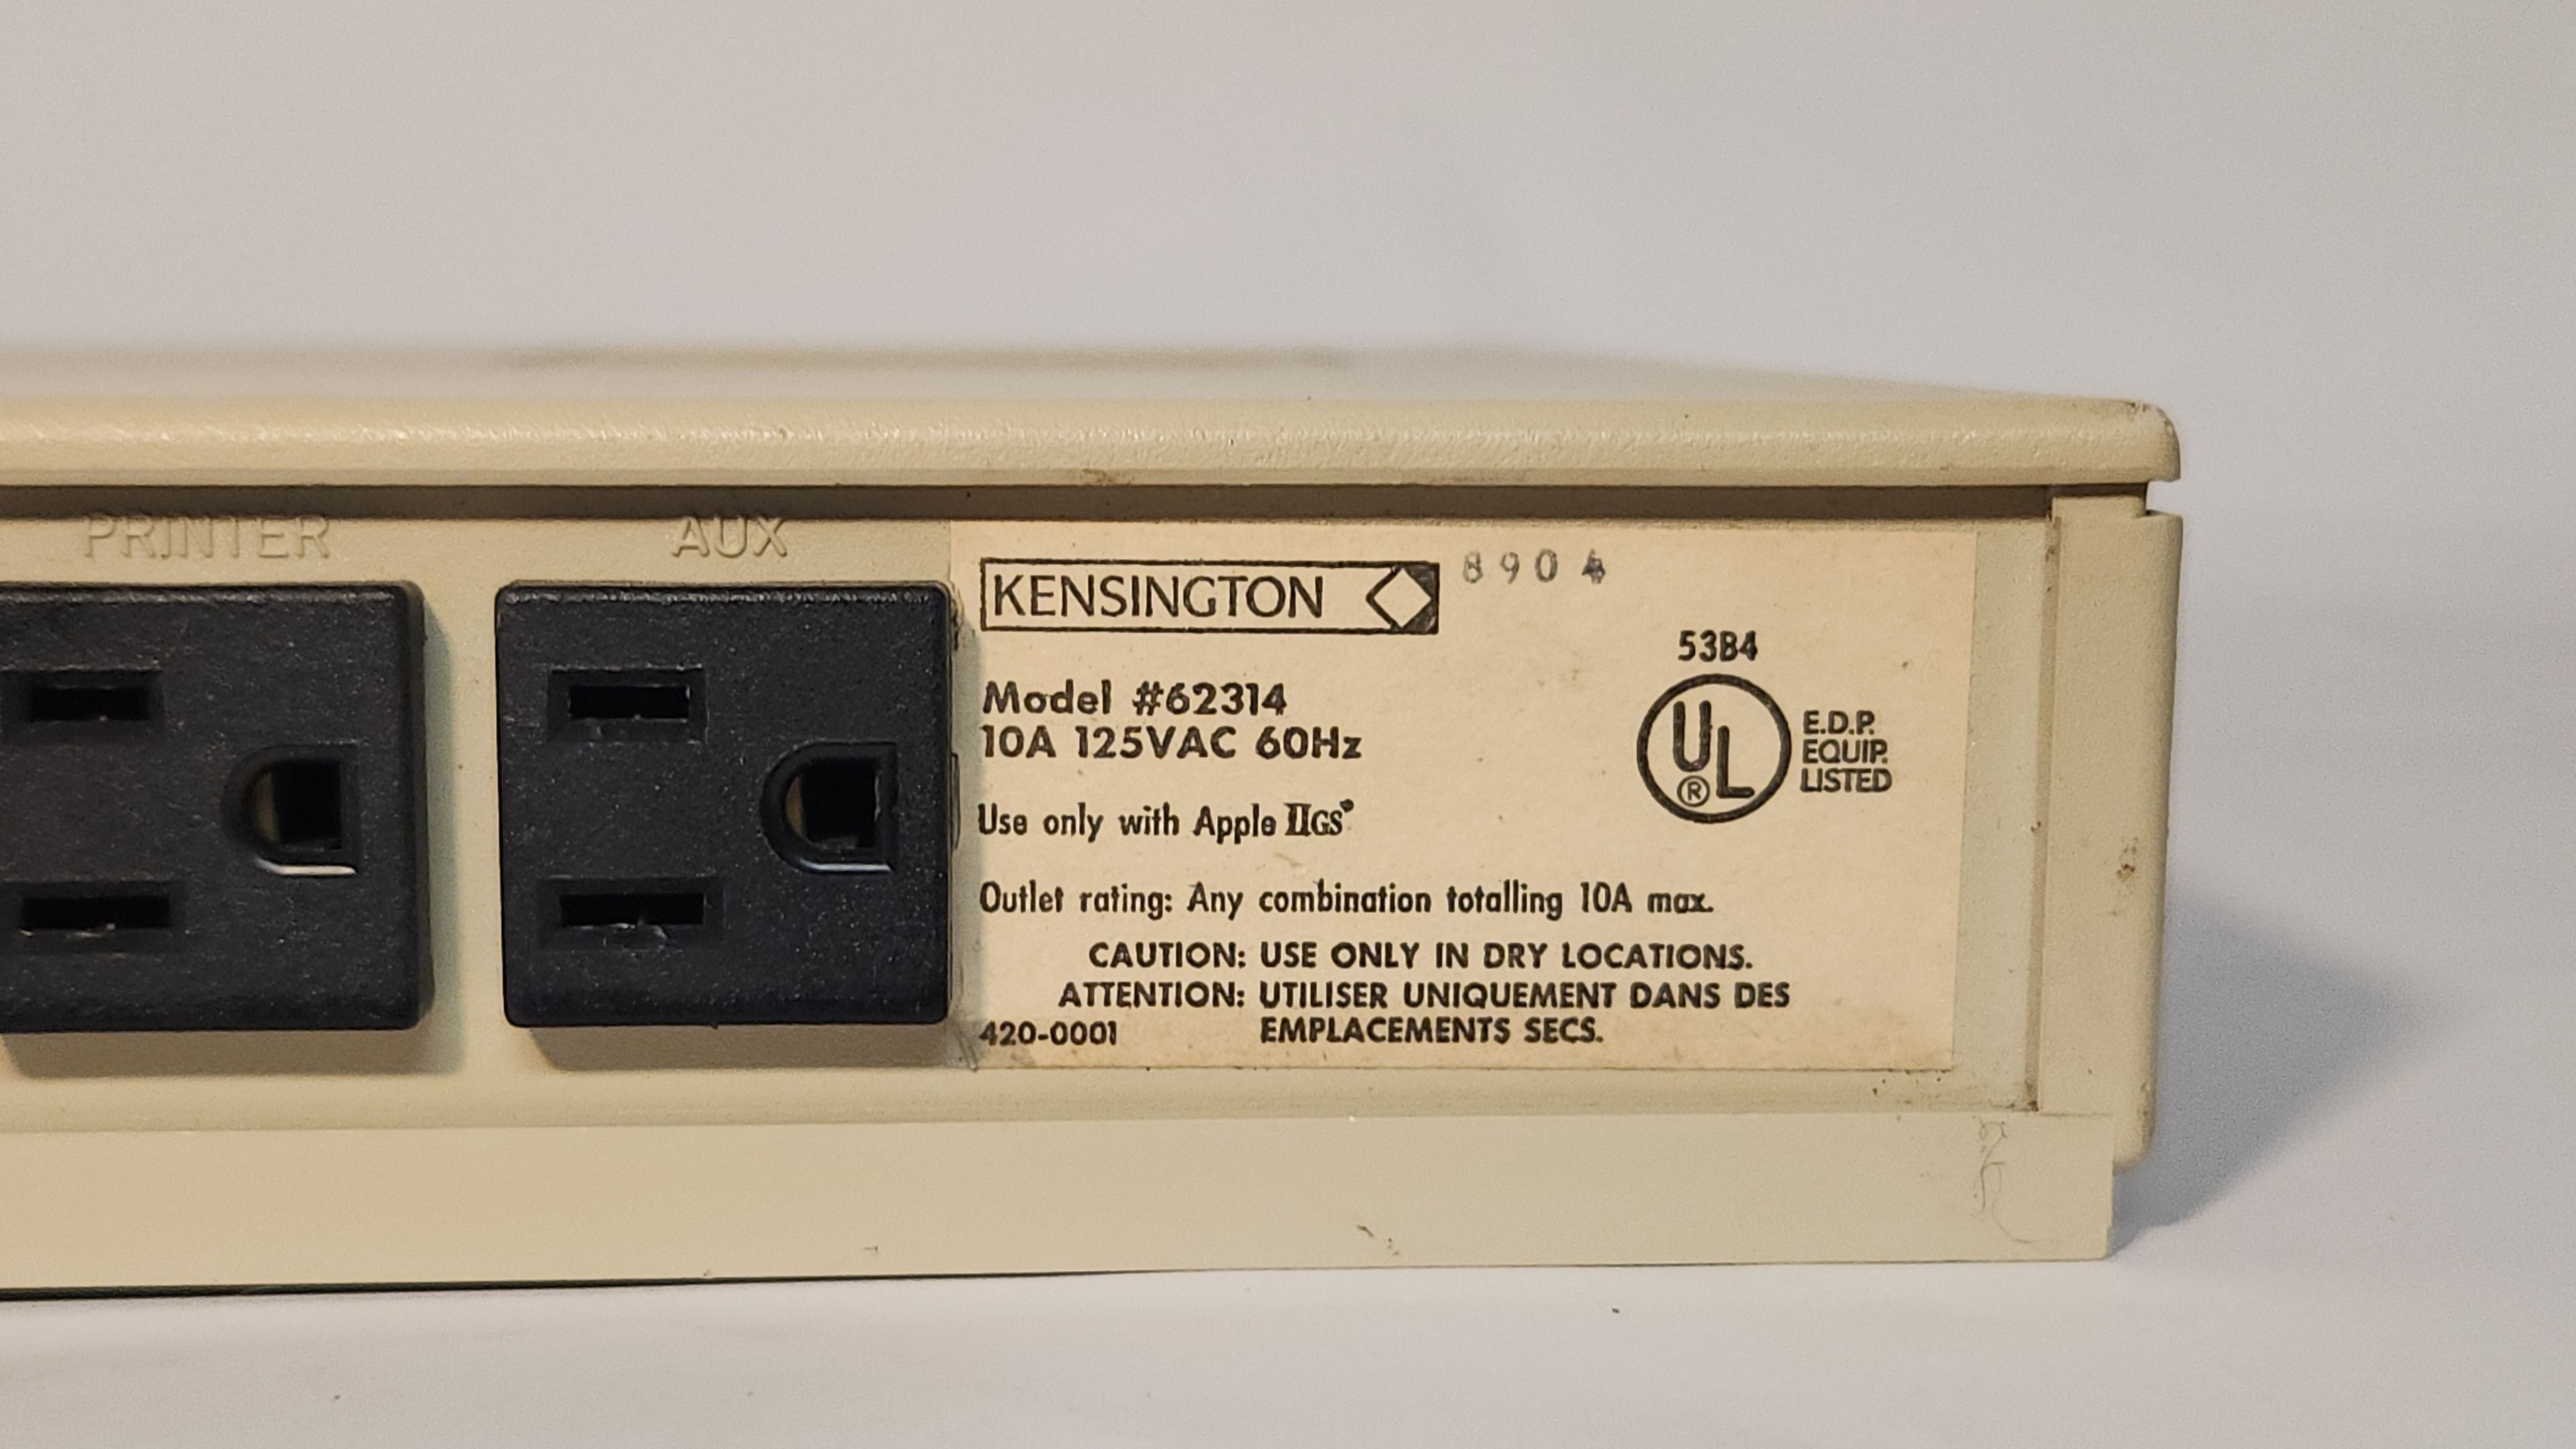 PRINTER
AUX
KENSINGTON
8904
53B4
Model #62314
10A 125VAC 60Hz
UL
®
E.D.P.
EQUIP.
LISTED
Use only with Apple IIGS®
Outlet rating: Any combination totalling 10A max.
CAUTION: USE ONLY IN DRY LOCATIONS.
ATTENTION: UTILISER UNIQUEMENT DANS DES
EMPLACEMENTS SECS.
420-0001